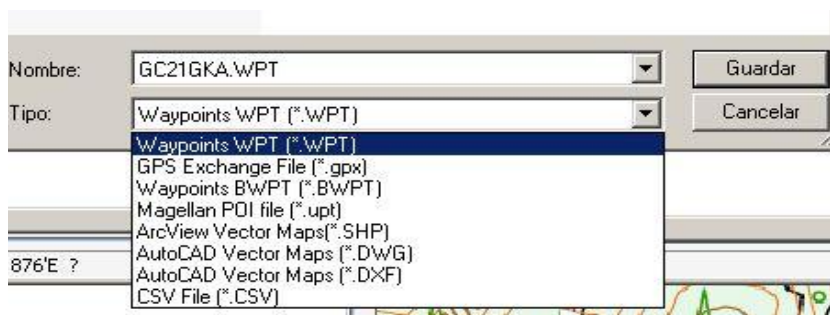 Nombre: GC21GKA.WPT Guardar
Tipo: Waypoints WPT (*.WPT) Cancelar
Waypoints WPT (*.WPT)
GPS Exchange File (*.gpx)
Waypoints BWPT (*.BWPT)
Magellan POI file (*.upt)
ArcView Vector Maps(*.SHP)
AutoCAD Vector Maps (*.DWG)
876'E ?
AutoCAD Vector Maps (*.DXF)
CSV File (*.CSV)